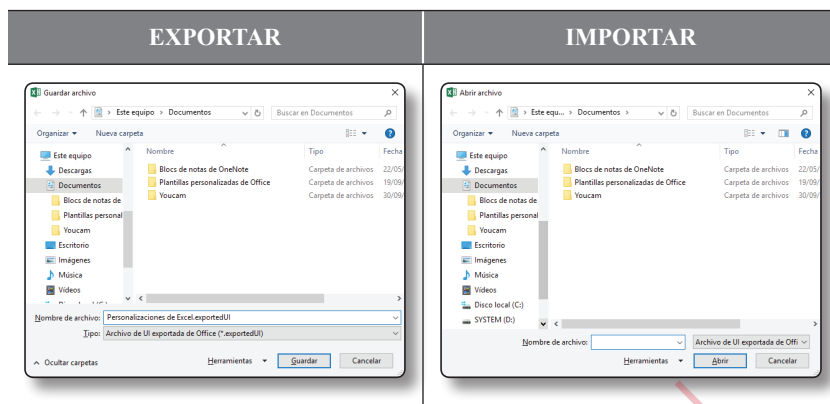 EXPORTAR
Guardar archivo
Este equipo > Documentos
Buscar en Documentos
Organizar Nueva carpeta
Nombre Tipo Fecha
Este equipo
Descargas
Documentos
Blocs de notas de
Plantillas personal
Youcam
Escritorio
Imágenes
Música
Vídeos
Blocs de notas de OneNote Carpeta de archivos 22/05/
Plantillas personalizadas de Office Carpeta de archivos 19/09/
Youcam Carpeta de archivos 30/09/
Nombre de archivo: Personalizaciones de Excel.exportedUI
Tipo: Archivo de UI exportada de Office (*.exportedUI)
Ocultar carpetas Herramientas Guardar Cancelar
IMPORTAR
Abrir archivo
Este equ... > Documentos >
Buscar en Documentos
Organizar Nueva carpeta
Nombre Tipo Fecha
Este equipo
Descargas
Documentos
Blocs de notas de
Plantillas personal
Youcam
Escritorio
Imágenes
Música
Vídeos
Disco local (C:)
SYSTEM (D:)
Blocs de notas de OneNote Carpeta de archivos 22/05/
Plantillas personalizadas de Office Carpeta de archivos 19/09/
Youcam Carpeta de archivos 30/09/
Nombre de archivo: Archivo de UI exportada de Offi
Herramientas Abrir Cancelar